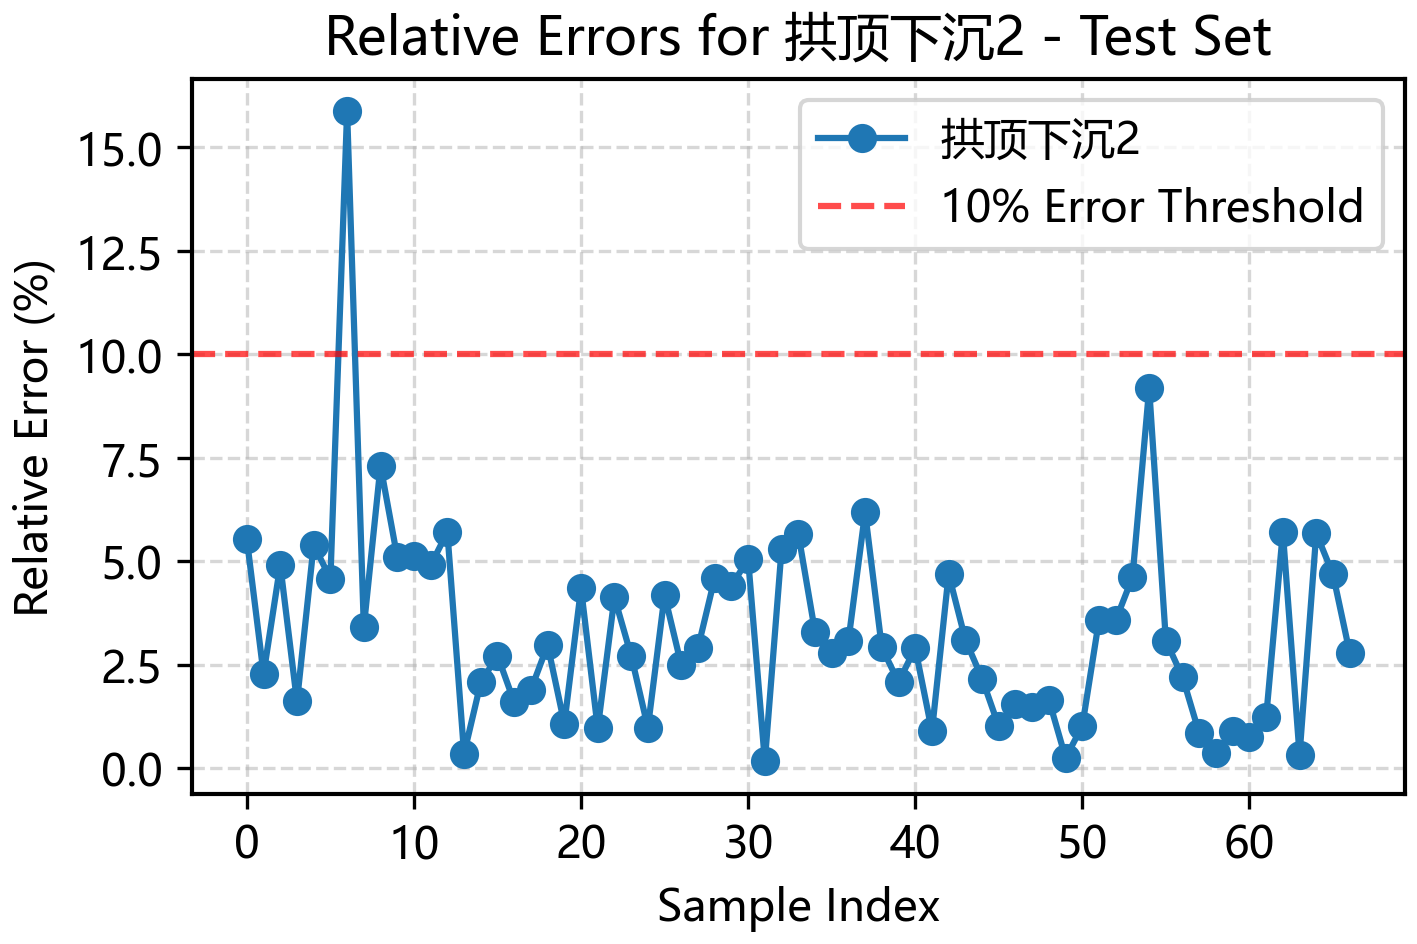 Relative Errors for 拱顶下沉2 - Test Set
拱顶下沉2
10% Error Threshold
Relative Error (%)
15.0
12.5
10.0
7.5
5.0
2.5
0.0
0 10 20 30 40 50 60
Sample Index